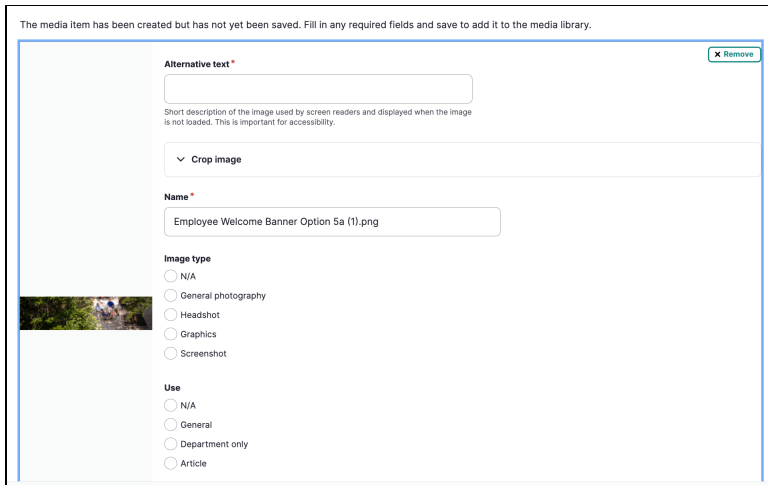 The media item has been created but has not yet been saved. Fill in any required fields and save to add it to the media library.
× Remove
Alternative text*
Short description of the image used by screen readers and displayed when the image
is not loaded. This is important for accessibility.
Crop image
Name*
Employee Welcome Banner Option 5a (1).png
Image type
N/A
General photography
Headshot
Graphics
Screenshot
Use
N/A
General
Department only
Article